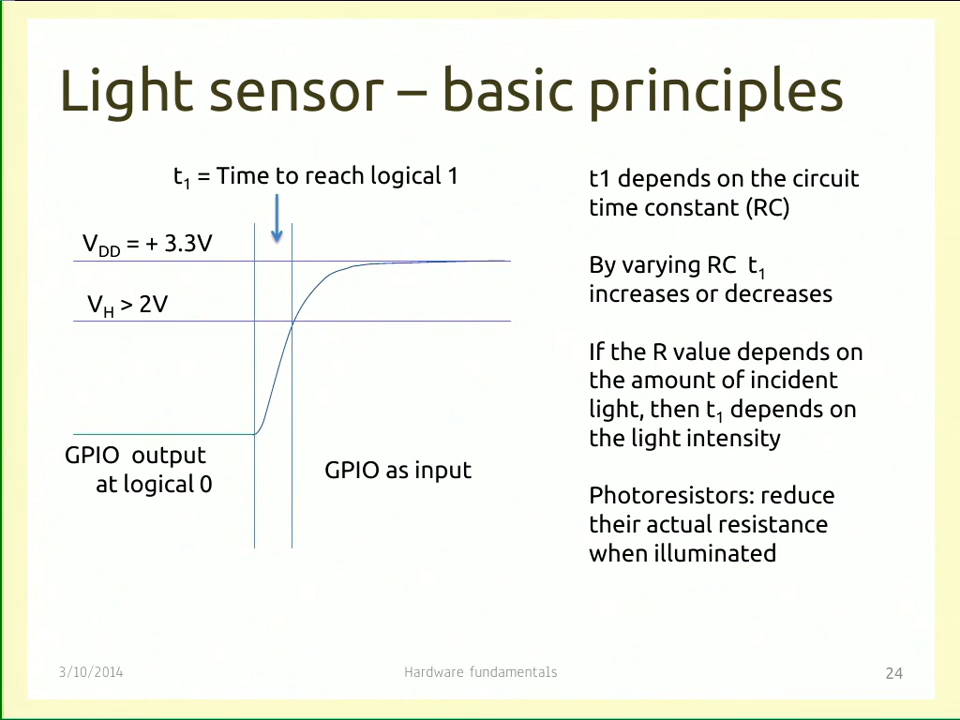 Light sensor – basic principles
t1 = Time to reach logical 1
VDD = + 3.3V
VH > 2V
GPIO output
at logical 0
GPIO as input
t1 depends on the circuit
time constant (RC)
By varying RC t1
increases or decreases
If the R value depends on
the amount of incident
light, then t1 depends on
the light intensity
Photoresistors: reduce
their actual resistance
when illuminated
3/10/2014
Hardware fundamentals
24